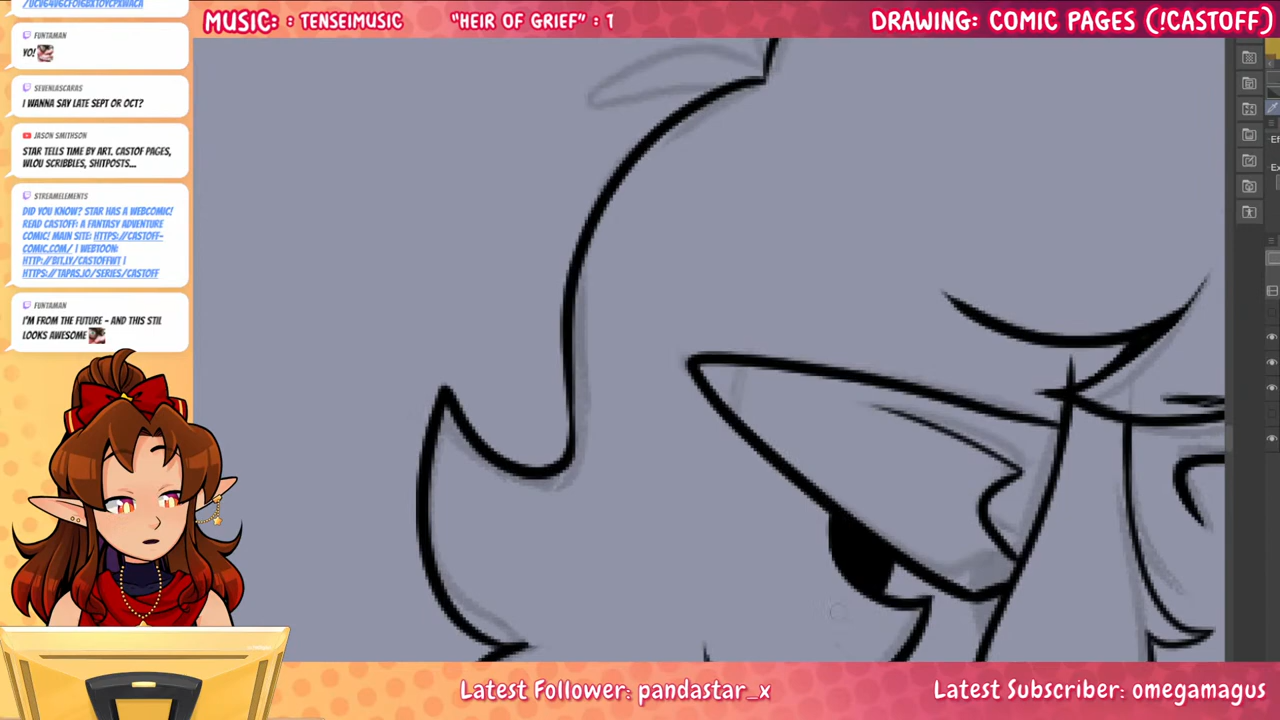 MUSIC: : TENSEIMUSIC "HEIR OF GRIEF" : 1
DRAWING: COMIC PAGES (!CASTOFF)
FUNTAMAN
YO!
SEVENLASCARAS
I WANNA SAY LATE SEPT OR OCT?
JASON SMITHSON
STAR TELLS TIME BY ART. CASTOF PAGES,
WLOU SCRIBBLES, SHITPOSTS...
STREAMELEMENTS
DID YOU KNOW? STAR HAS A WEBCOMIC!
READ CASTOFF: A FANTASY ADVENTURE
COMIC! MAIN SITE: HTTPS://CASTOFF-
COMIC.COM/ | WEBTOON:
HTTP://BIT.LY/CASTOFFWT |
HTTPS://TAPAS.IO/SERIES/CASTOFF
FUNTAMAN
I'M FROM THE FUTURE - AND THIS STIL
LOOKS AWESOME
Latest Follower: pandastar_x
Latest Subscriber: omegamagus